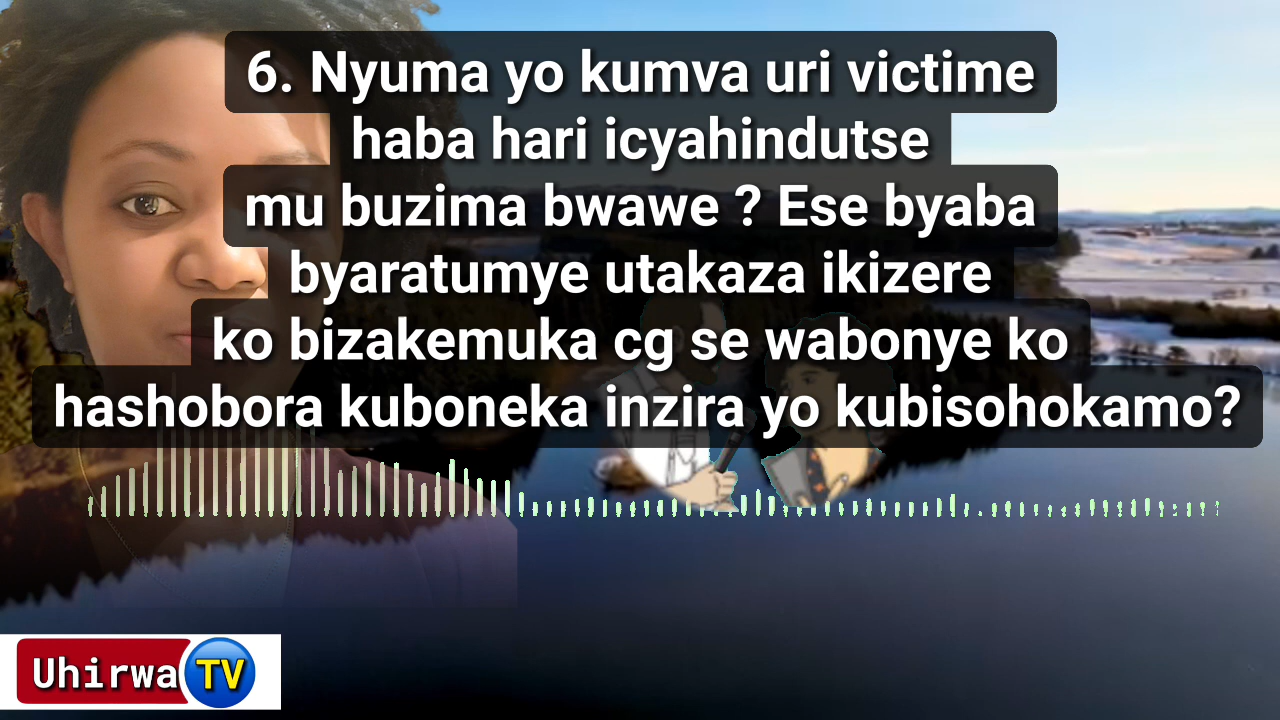 6. Nyuma yo kumva uri victime
haba hari icyahindutse
mu buzima bwawe ? Ese byaba
byaratumye utakaza ikizere
ko bizakemuka cg se wabonye ko
hashobora kuboneka inzira yo kubisohokamo?
Uhirwa TV